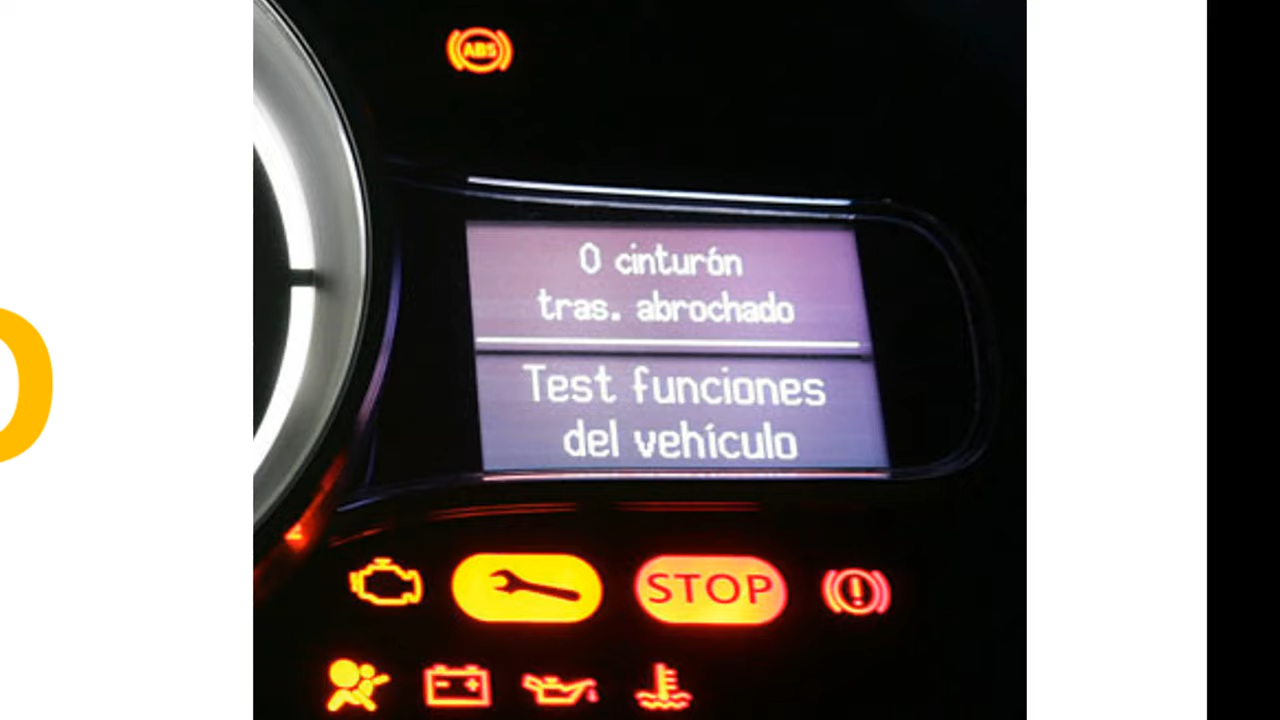 ABS
0 cinturón
tras. abrochado
Test funciones
del vehículo
STOP